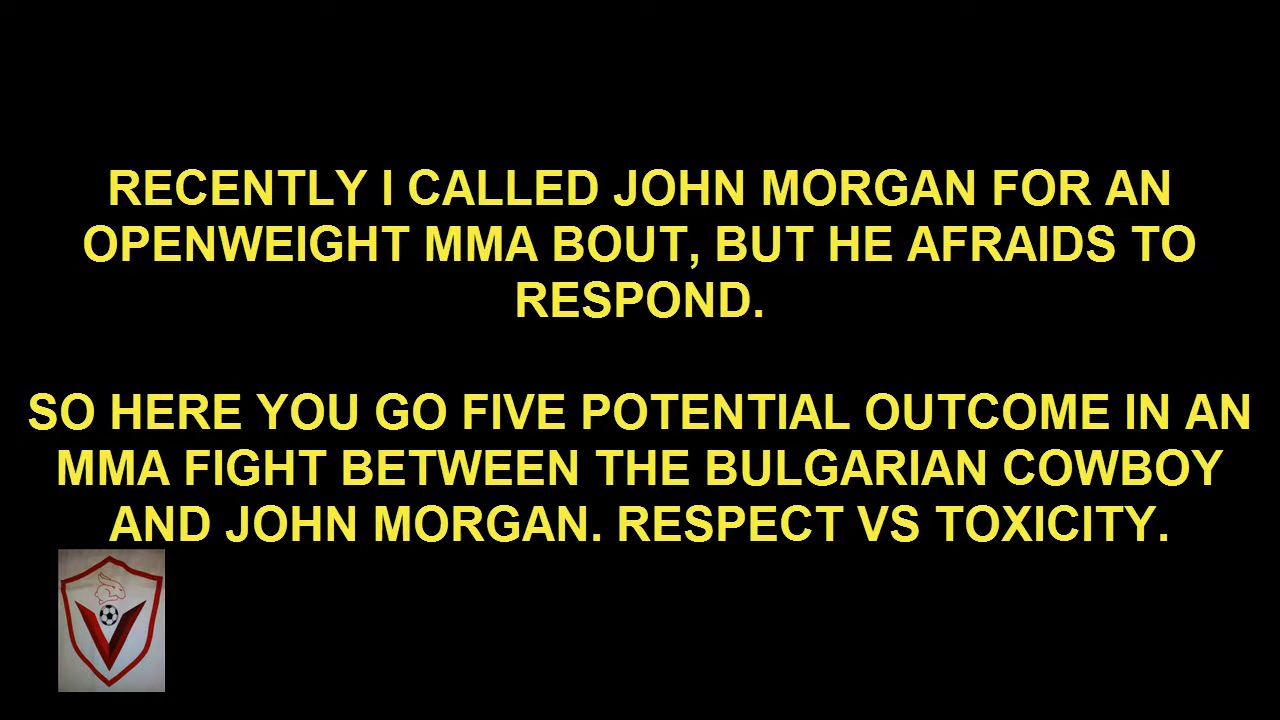 RECENTLY I CALLED JOHN MORGAN FOR AN
OPENWEIGHT MMA BOUT, BUT HE AFRAIDS TO
RESPOND.
SO HERE YOU GO FIVE POTENTIAL OUTCOME IN AN
MMA FIGHT BETWEEN THE BULGARIAN COWBOY
AND JOHN MORGAN. RESPECT VS TOXICITY.
V